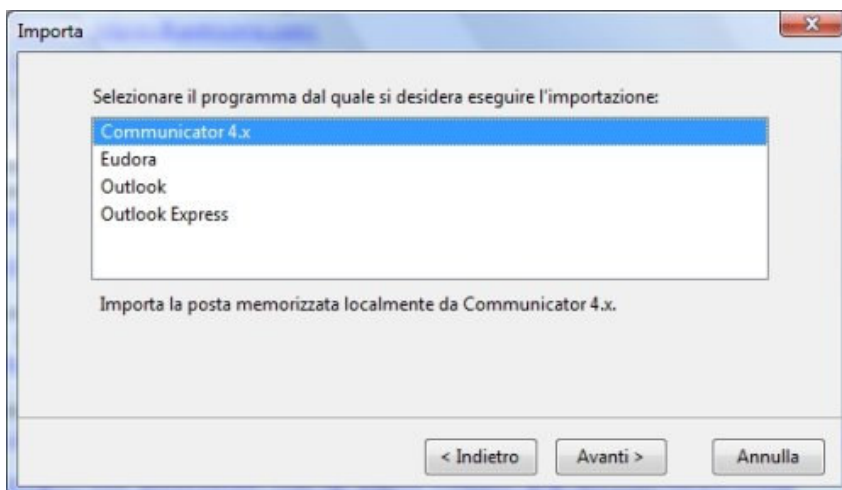 Importa
Selezionare il programma dal quale si desidera eseguire l'importazione:
Communicator 4.x
Eudora
Outlook
Outlook Express
Importa la posta memorizzata localmente da Communicator 4.x.
< Indietro
Avanti >
Annulla